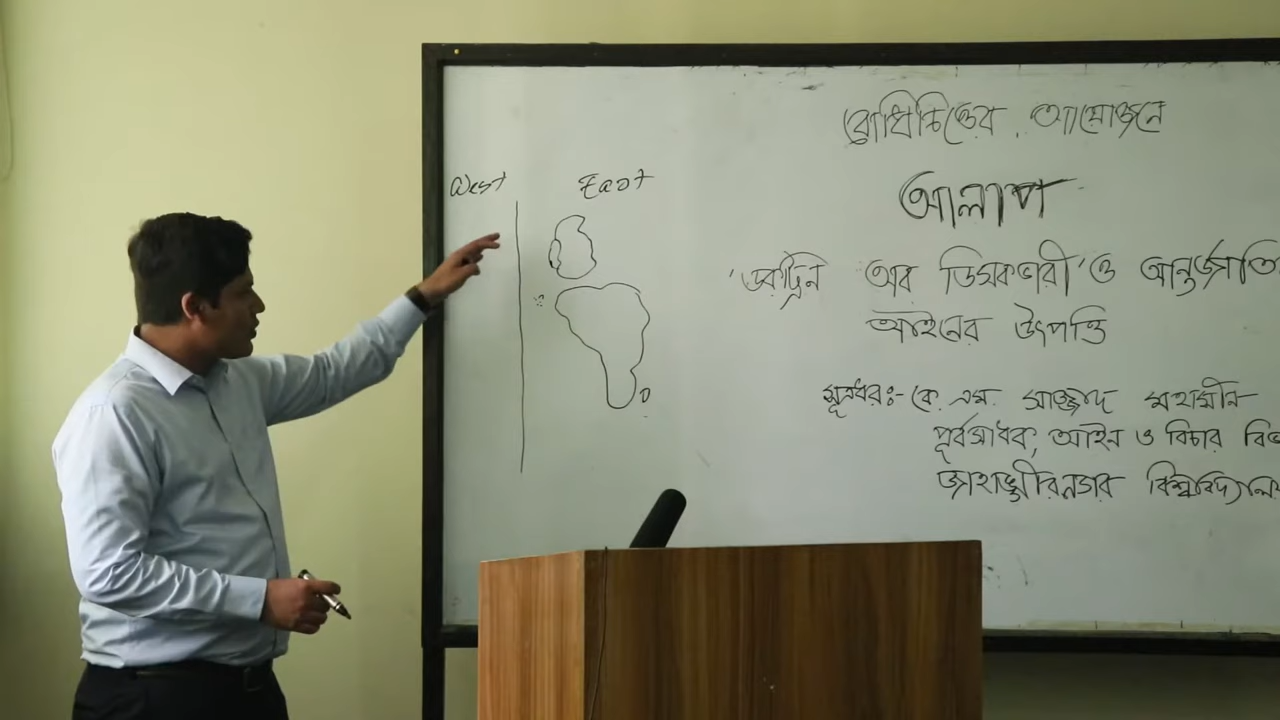 West East
বোধিচিত্তের আয়োজনে
আলাপ
'ডকট্রিন অব ডিসকভারী' ও আন্তর্জাতি
আইনের উৎপত্তি
সূত্রধর:- কে. এম. সাজ্জাদ মহাসীন
পূর্বসাধক, আইন ও বিচার বিভ
জাহাঙ্গীরনগর বিশ্ববিদ্যাল